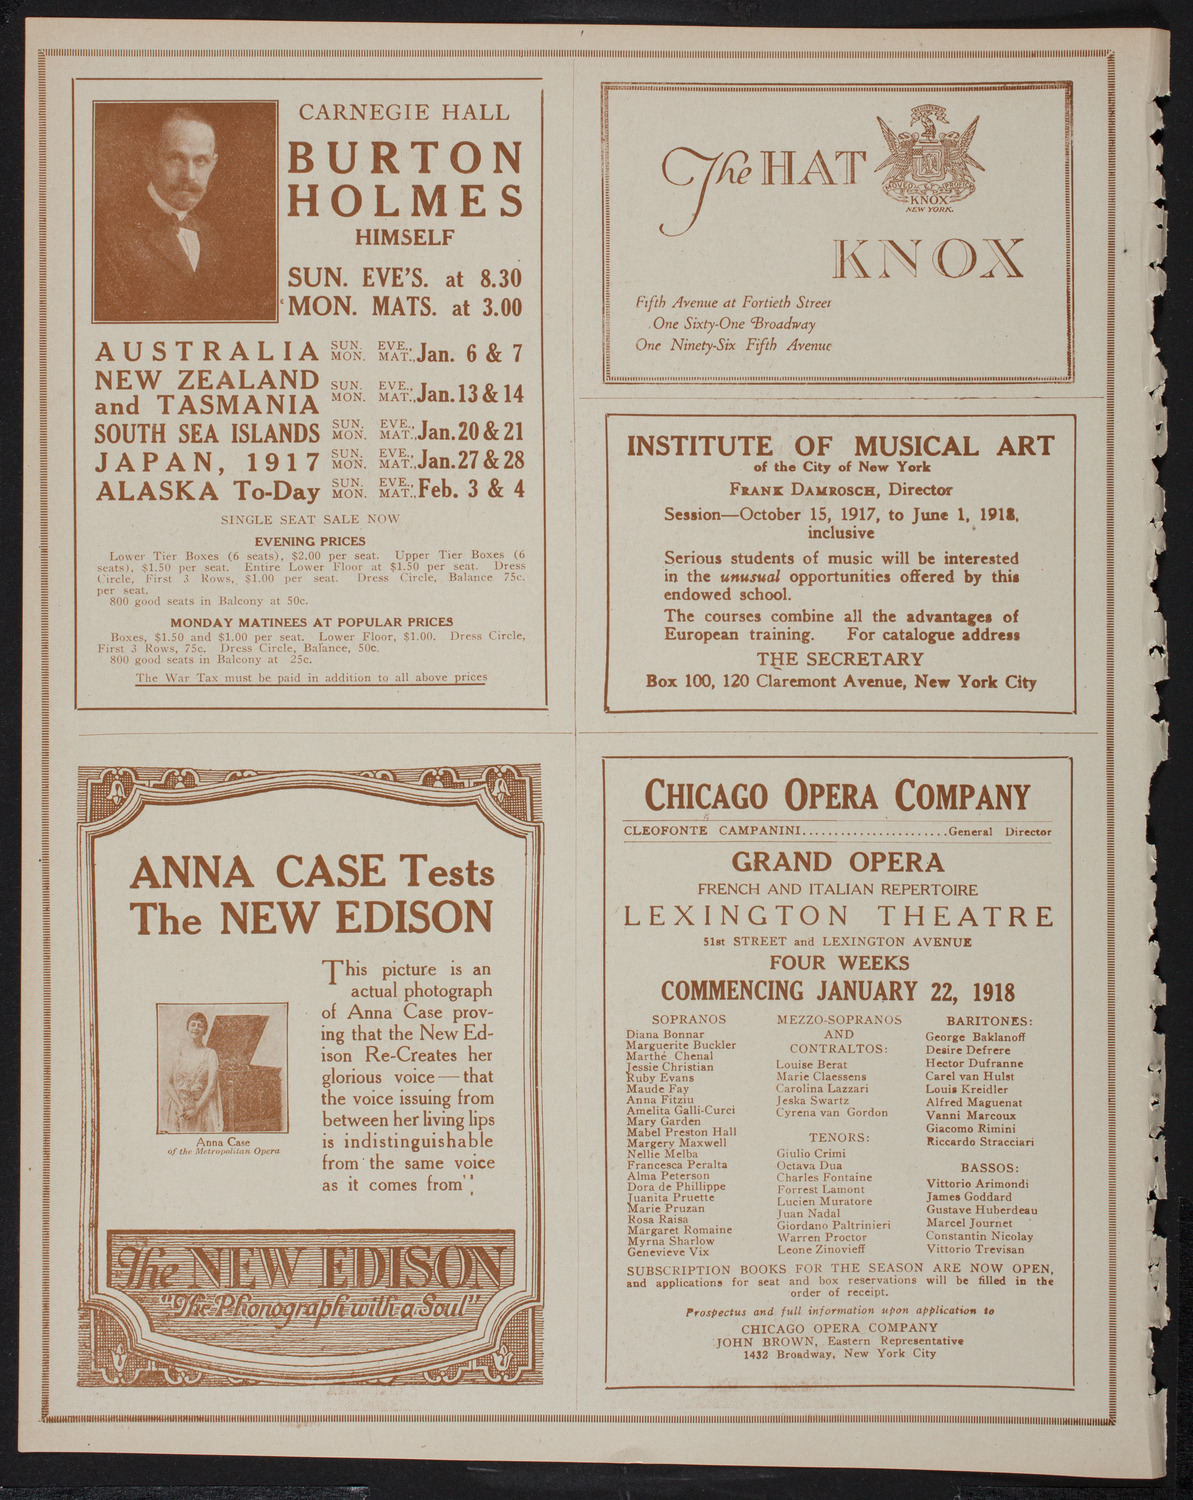 CARNEGIE HALL
BURTON
HOLMES
HIMSELF
SUN. EVE'S. at 8.30
MON. MATS. at 3.00
AUSTRALIA SUN. EVE., MON. MAT., Jan. 6 & 7
NEW ZEALAND
and TASMANIA SUN. EVE., MON. MAT., Jan. 13 & 14
SOUTH SEA ISLANDS SUN. EVE., MON. MAT., Jan. 20 & 21
JAPAN, 1917 SUN. EVE., MON. MAT., Jan. 27 & 28
ALASKA To-Day SUN. EVE., MON. MAT., Feb. 3 & 4
SINGLE SEAT SALE NOW
EVENING PRICES
Lower Tier Boxes (6 seats), $2.00 per seat. Upper Tier Boxes (6
seats), $1.50 per seat. Entire Lower Floor at $1.50 per seat. Dress
Circle, First 3 Rows, $1.00 per seat. Dress Circle, Balance 75c.
per seat.
800 good seats in Balcony at 50c.
MONDAY MATINEES AT POPULAR PRICES
Boxes, $1.50 and $1.00 per seat. Lower Floor, $1.00. Dress Circle,
First 3 Rows, 75c. Dress Circle, Balance, 50c.
800 good seats in Balcony at 25c.
The War Tax must be paid in addition to all above prices
The HAT
KNOX
NEW YORK.
KNOX
Fifth Avenue at Fortieth Street
One Sixty-One Broadway
One Ninety-Six Fifth Avenue
INSTITUTE OF MUSICAL ART
of the City of New York
FRANK DAMROSCH, Director
Session—October 15, 1917, to June 1, 1918,
inclusive
Serious students of music will be interested
in the unusual opportunities offered by this
endowed school.
The courses combine all the advantages of
European training. For catalogue address
THE SECRETARY
Box 100, 120 Claremont Avenue, New York City
ANNA CASE Tests
The NEW EDISON
This picture is an
actual photograph
of Anna Case prov-
ing that the New Ed-
ison Re-Creates her
glorious voice—that
the voice issuing from
between her living lips
is indistinguishable
from the same voice
as it comes from
Anna Case
of the Metropolitan Opera
The NEW EDISON
"The Phonograph with a Soul"
CHICAGO OPERA COMPANY
CLEOFONTE CAMPANINI.......................General Director
GRAND OPERA
FRENCH AND ITALIAN REPERTOIRE
LEXINGTON THEATRE
51st STREET and LEXINGTON AVENUE
FOUR WEEKS
COMMENCING JANUARY 22, 1918
SOPRANOS
Diana Bonnar
Marguerite Buckler
Marthé Chenal
Jessie Christian
Ruby Evans
Maude Fay
Anna Fitziu
Amelita Galli-Curci
Mary Garden
Mabel Preston Hall
Margery Maxwell
Nellie Melba
Francesca Peralta
Alma Peterson
Dora de Phillippe
Juanita Pruette
Marie Pruzan
Rosa Raisa
Margaret Romaine
Myrna Sharlow
Genevieve Vix
MEZZO-SOPRANOS
AND
CONTRALTOS:
Louise Berat
Marie Claessens
Carolina Lazzari
Jeska Swartz
Cyrena van Gordon
TENORS:
Giulio Crimi
Octava Dua
Charles Fontaine
Forrest Lamont
Lucien Muratore
Juan Nadal
Giordano Paltrinieri
Warren Proctor
Leone Zinovieff
BARITONES:
George Baklanoff
Desire Defrere
Hector Dufranne
Carel van Hulst
Louis Kreidler
Alfred Maguenat
Vanni Marcoux
Giacomo Rimini
Riccardo Stracciari
BASSOS:
Vittorio Arimondi
James Goddard
Gustave Huberdeau
Marcel Journet
Constantin Nicolay
Vittorio Trevisan
SUBSCRIPTION BOOKS FOR THE SEASON ARE NOW OPEN,
and applications for seat and box reservations will be filled in the
order of receipt.
Prospectus and full information upon application to
CHICAGO OPERA COMPANY
JOHN BROWN, Eastern Representative
1432 Broadway, New York City